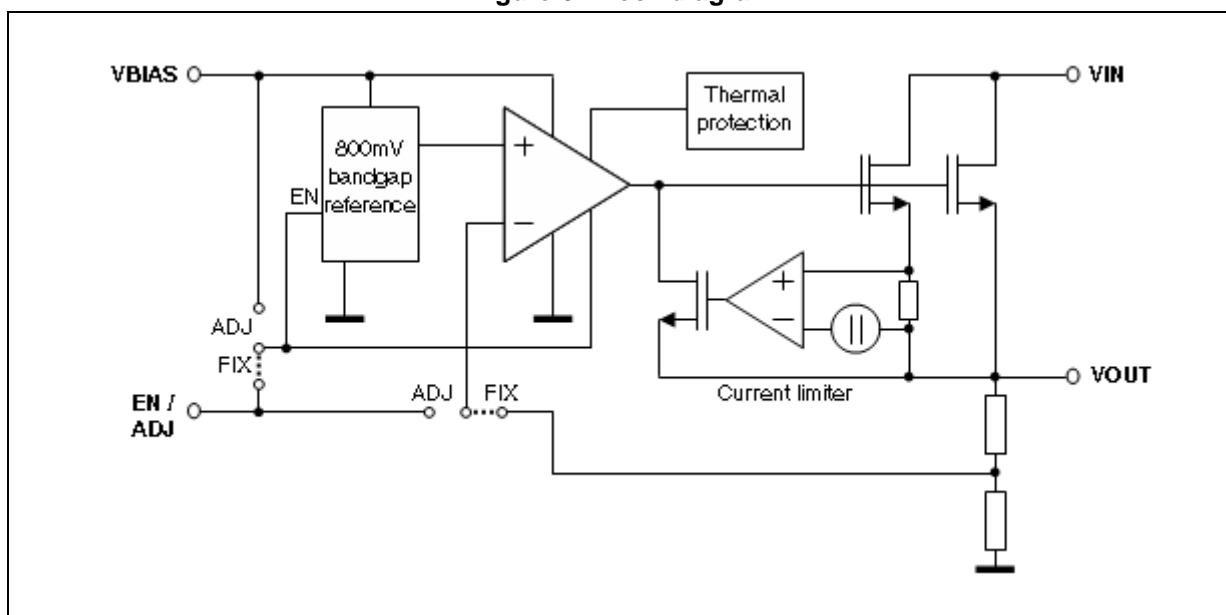 VBIAS
VIN
Thermal
protection
800mV
bandgap
reference
EN
+
−
+
−
ADJ
FIX
EN /
ADJ
ADJ
FIX
Current limiter
VOUT